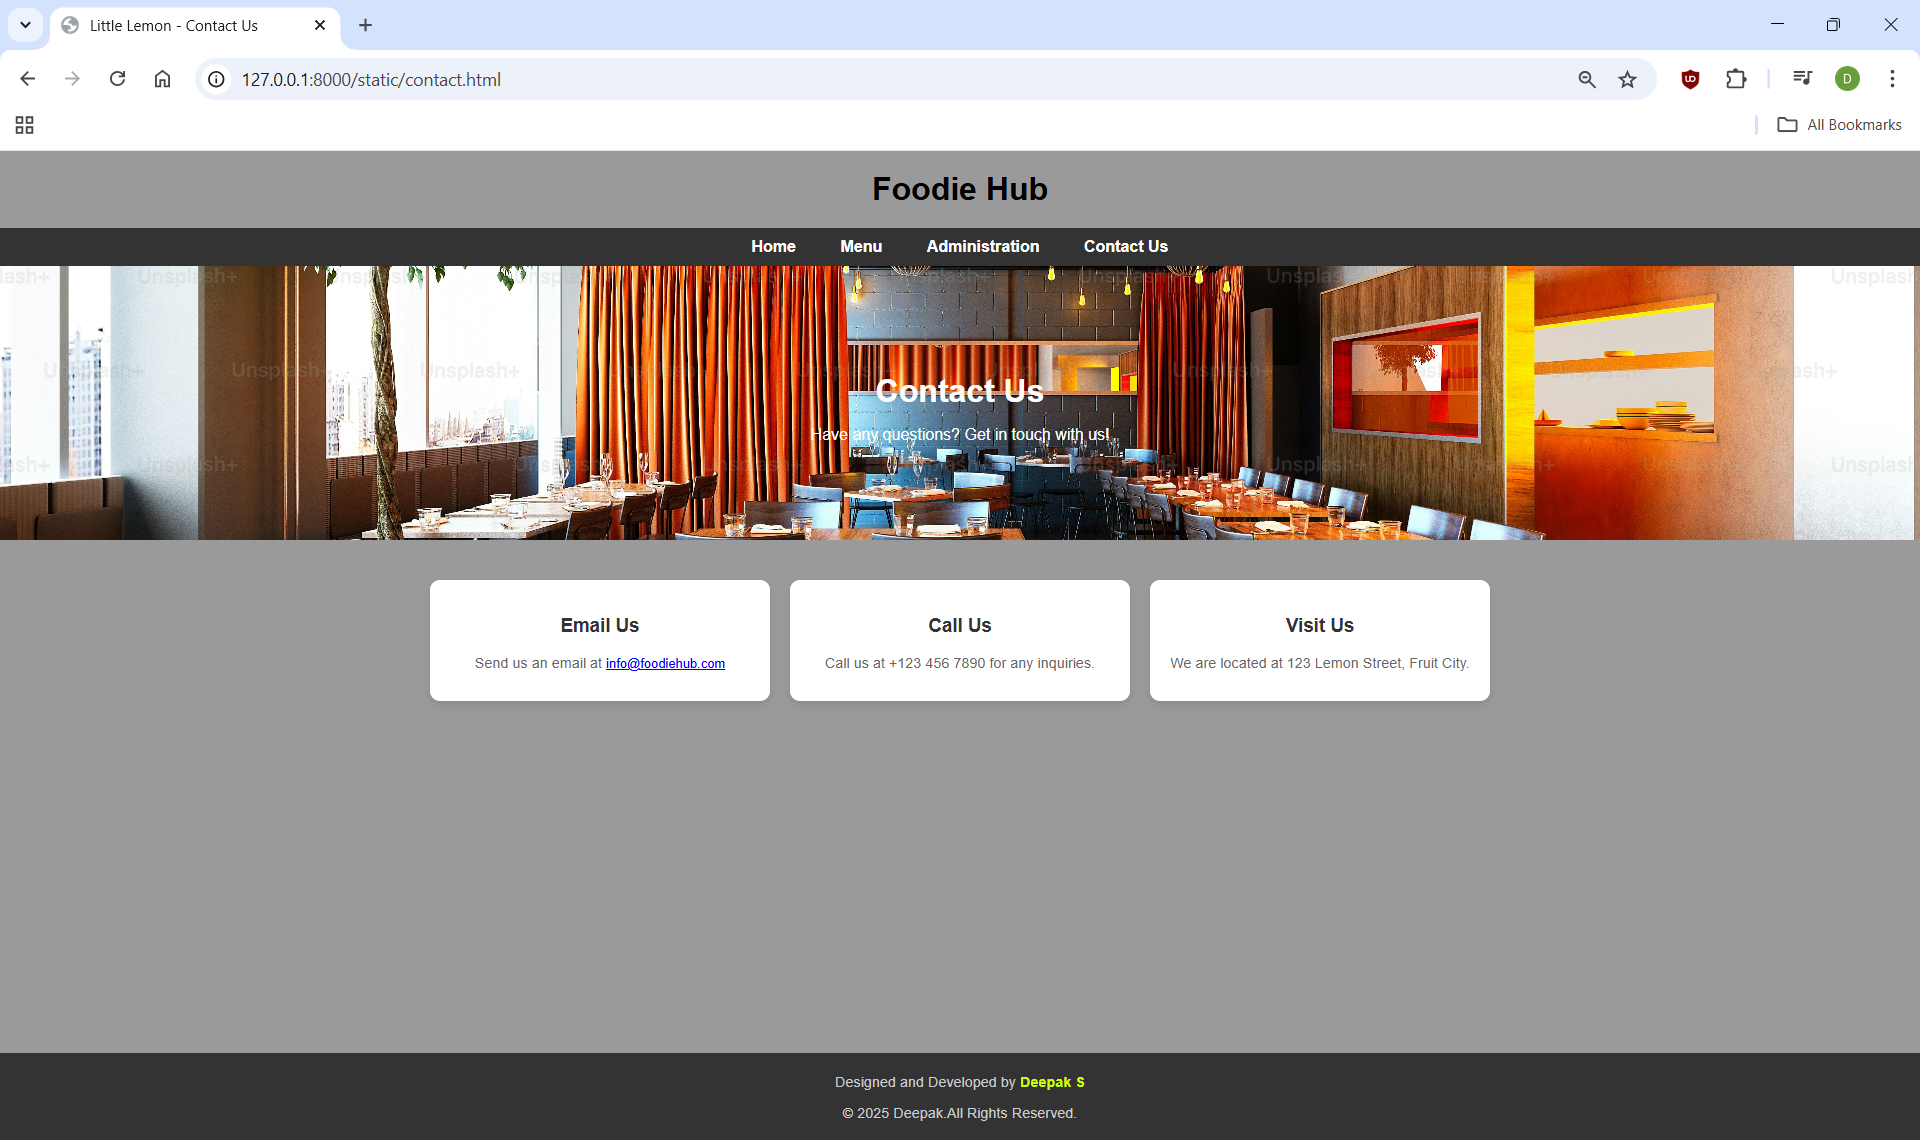 Little Lemon - Contact Us
127.0.0.1:8000/static/contact.html
D
All Bookmarks
Foodie Hub
Home Menu Administration Contact Us
Unsplash+
Contact Us
Have any questions? Get in touch with us!
Email Us
Send us an email at info@foodiehub.com
Call Us
Call us at +123 456 7890 for any inquiries.
Visit Us
We are located at 123 Lemon Street, Fruit City.
Designed and Developed by Deepak S
© 2025 Deepak.All Rights Reserved.